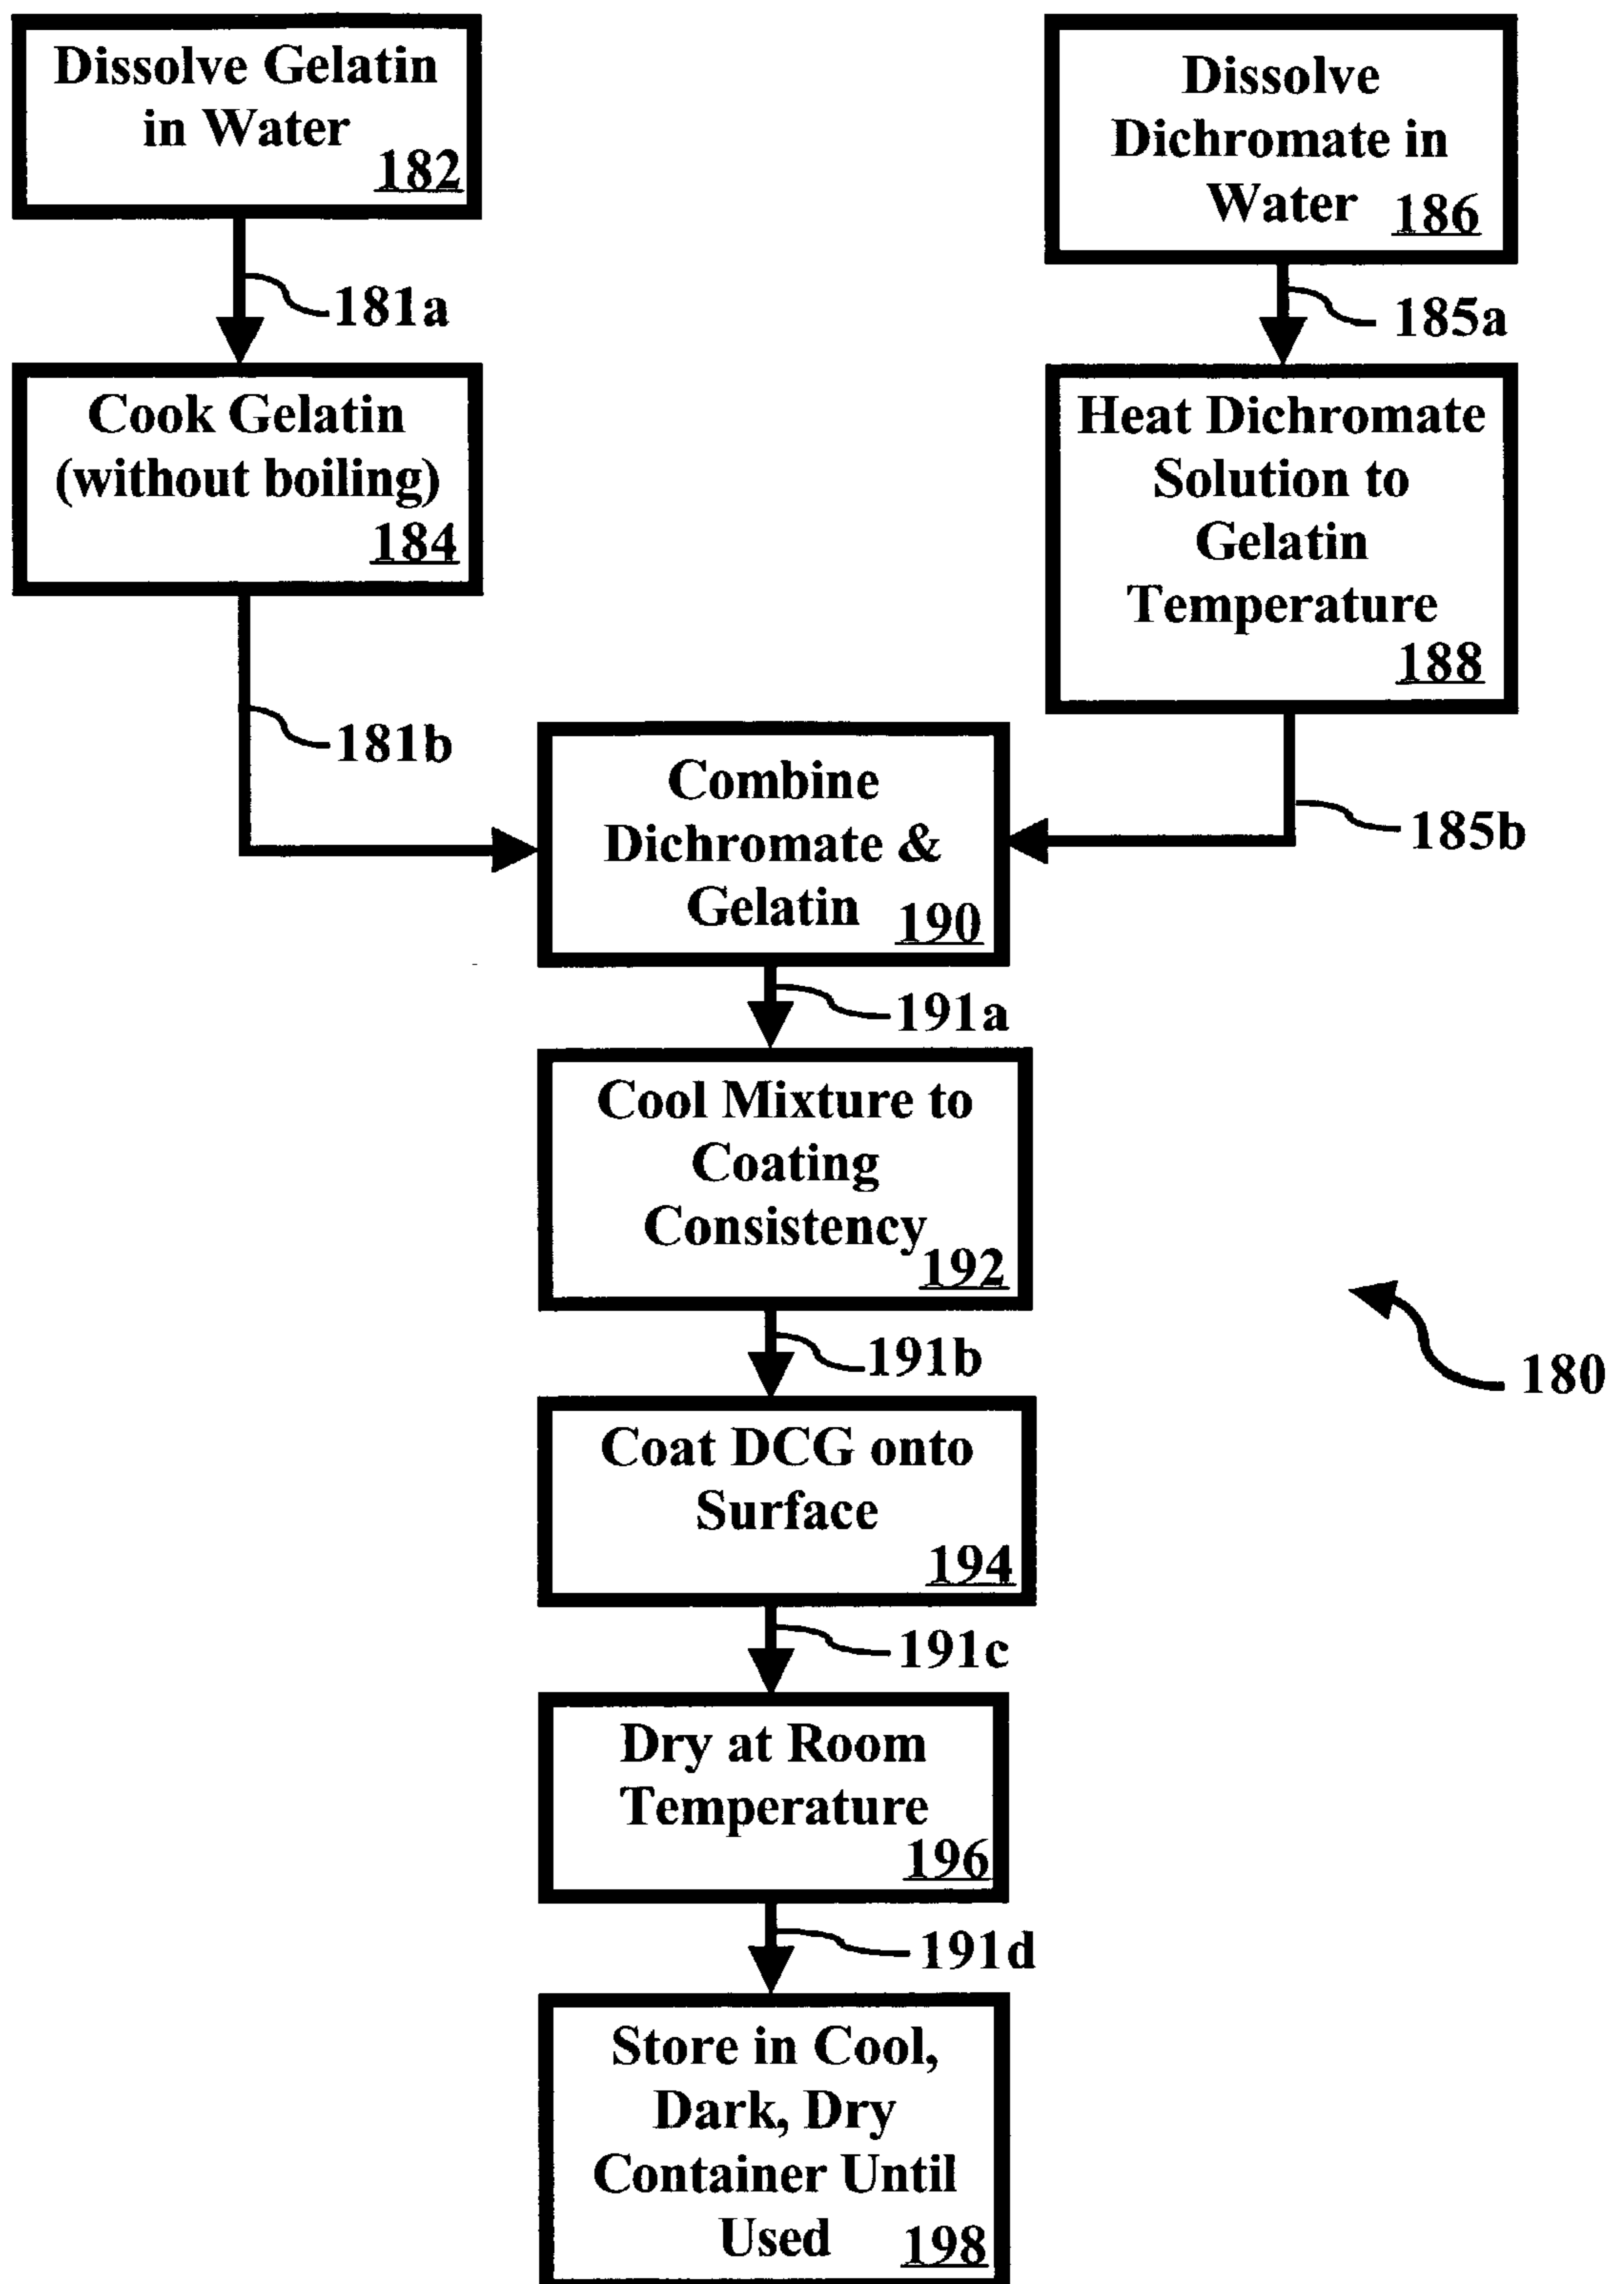 Dissolve Gelatin
in Water
182
181a
Cook Gelatin
(without boiling)
184
181b
Dissolve
Dichromate in
Water 186
185a
Heat Dichromate
Solution to
Gelatin
Temperature
188
185b
Combine
Dichromate &
Gelatin 190
191a
Cool Mixture to
Coating
Consistency
192
191b
180
Coat DCG onto
Surface
194
191c
Dry at Room
Temperature
196
191d
Store in Cool,
Dark, Dry
Container Until
Used 198